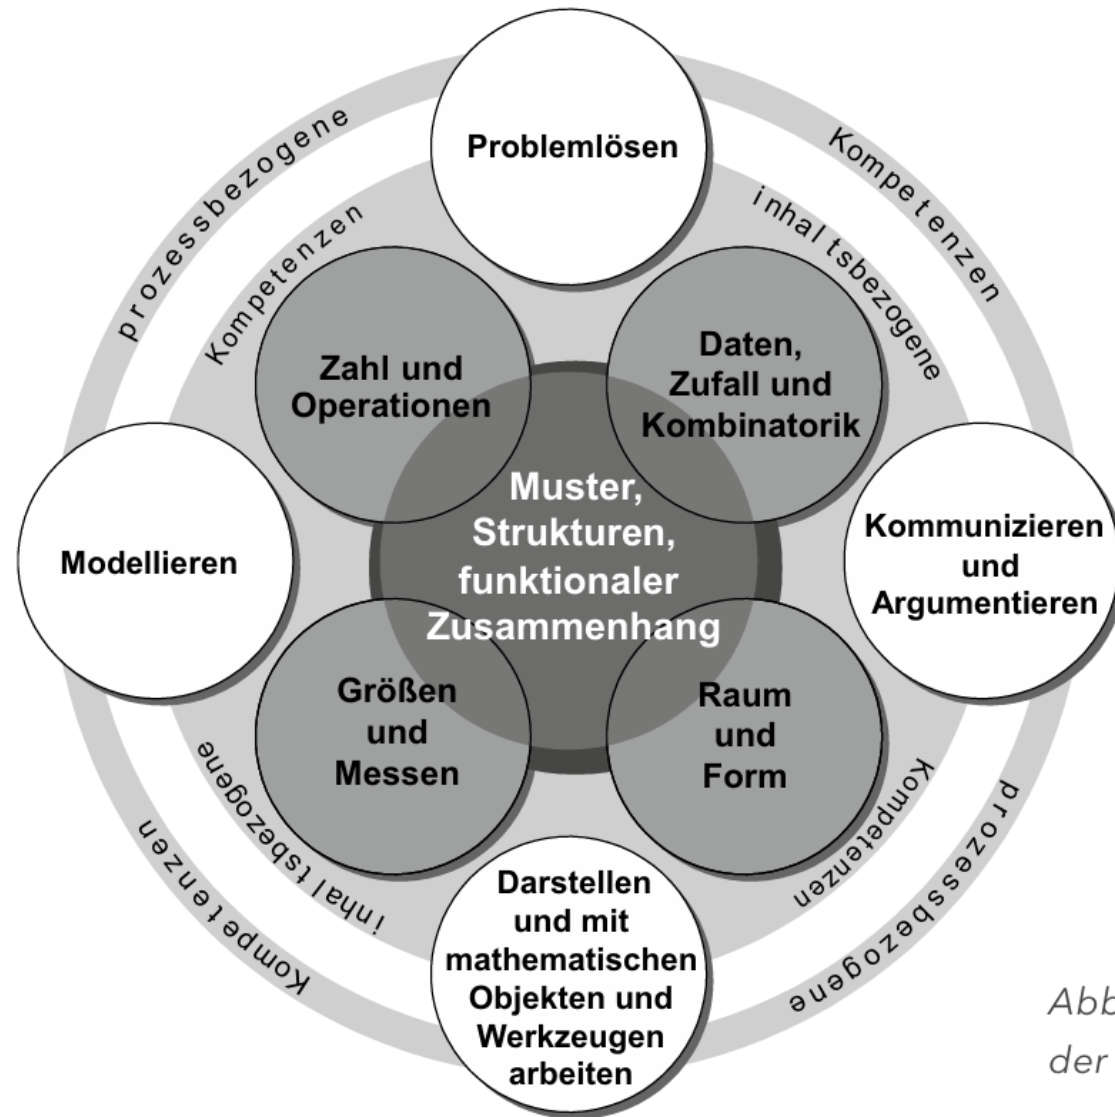 Problemlösen
prozessbezogene
Kompetenzen
Kompetenzen
inhaltsbezogene
Zahl und
Operationen
Daten,
Zufall und
Kombinatorik
Muster,
Strukturen,
funktionaler
Zusammenhang
Modellieren
Kommunizieren
und
Argumentieren
Größen
und
Messen
Raum
und
Form
inhaltsbezogene
Kompetenzen
Kompetenzen
prozessbezogene
Darstellen
und mit
mathematischen
Objekten und
Werkzeugen
arbeiten
Abb
der